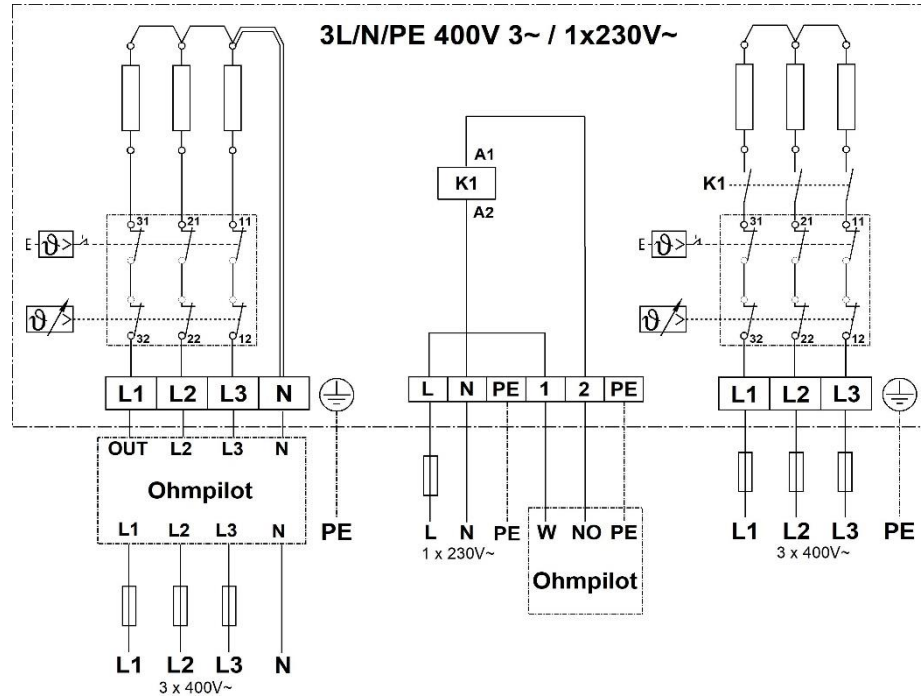 3L/N/PE 400V 3~ / 1x230V~
A1
K1
A2
K1
31 21 11
31 21 11
E ϑ >
E ϑ >
ϑ >
ϑ >
32 22 12
32 22 12
L1 L2 L3 N
L N PE 1 2 PE
L1 L2 L3
OUT L2 L3 N
Ohmpilot
L1 L2 L3 N
PE
L N PE W NO PE
1 x 230V~
Ohmpilot
L1 L2 L3 PE
3 x 400V~
L1 L2 L3 N
3 x 400V~